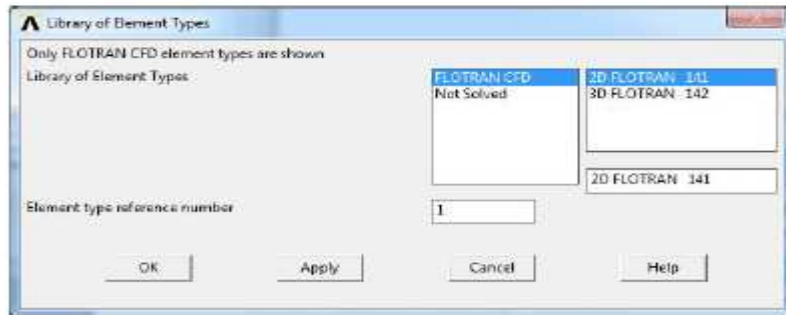 Library of Element Types
Only FLOTRAN CFD element types are shown
Library of Element Types
FLOTRAN CFD
Not Solved
2D FLOTRAN 141
3D FLOTRAN 142
2D FLOTRAN 141
Element type reference number
1
OK
Apply
Cancel
Help